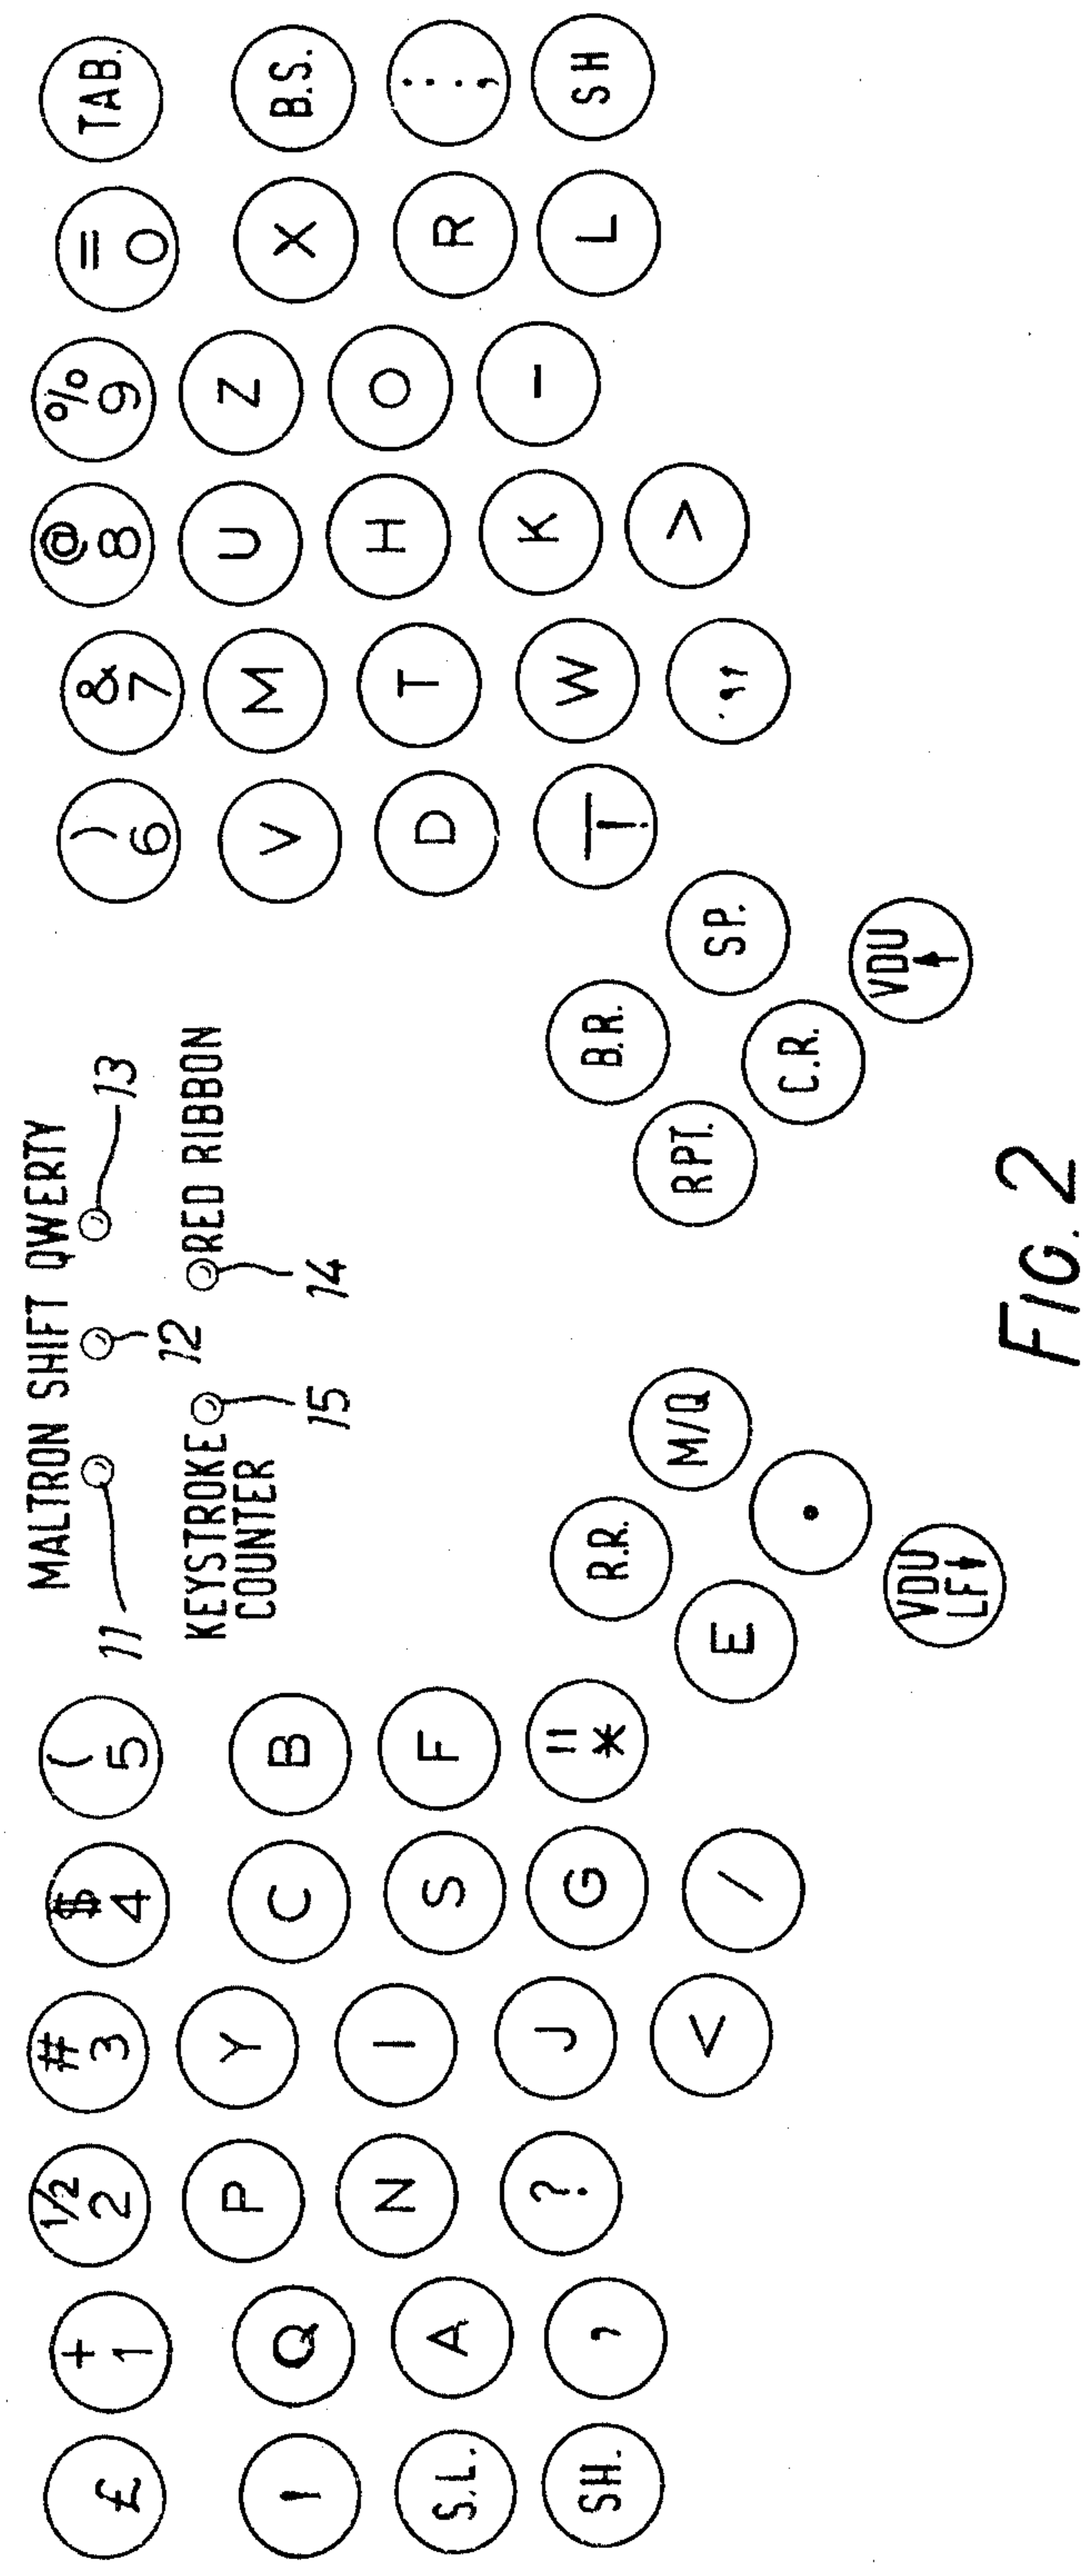 MALTRON SHIFT QWERTY
11 12 13
KEYSTROKE COUNTER
15
RED RIBBON
14
£ + 1 ½ 2 # 3 $ 4 ( 5
) 6 & 7 @ 8 % 9 = 0 TAB.
Q P Y C B
V M U Z X B.S.
S.L. A N I S F
D T H O R : ;
SH. , ? J G " *
W K - L SH
< /
>
R.R. M/Q
E .
VDU LF↓
B.R. SP.
RPT. C.R.
VDU ↑
FIG. 2